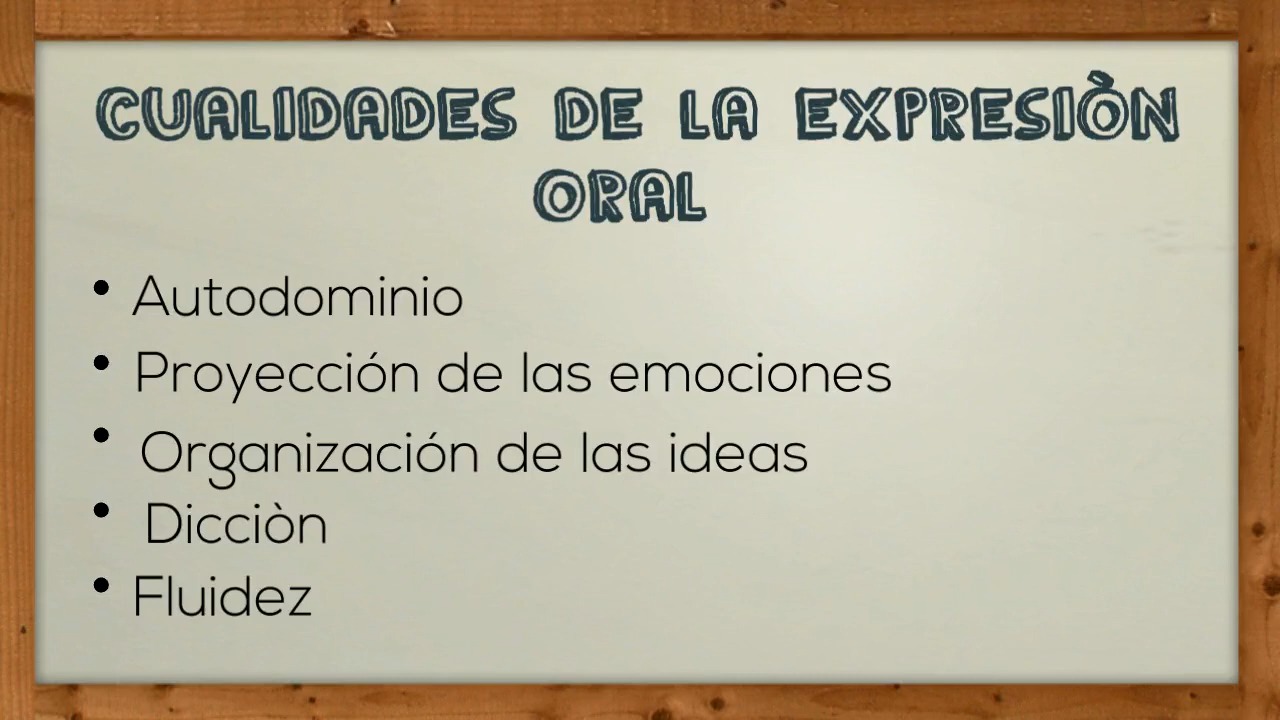 CUALIDADES DE LA EXPRESIÒN
ORAL
• Autodominio
• Proyección de las emociones
• Organización de las ideas
• Dicciòn
• Fluidez